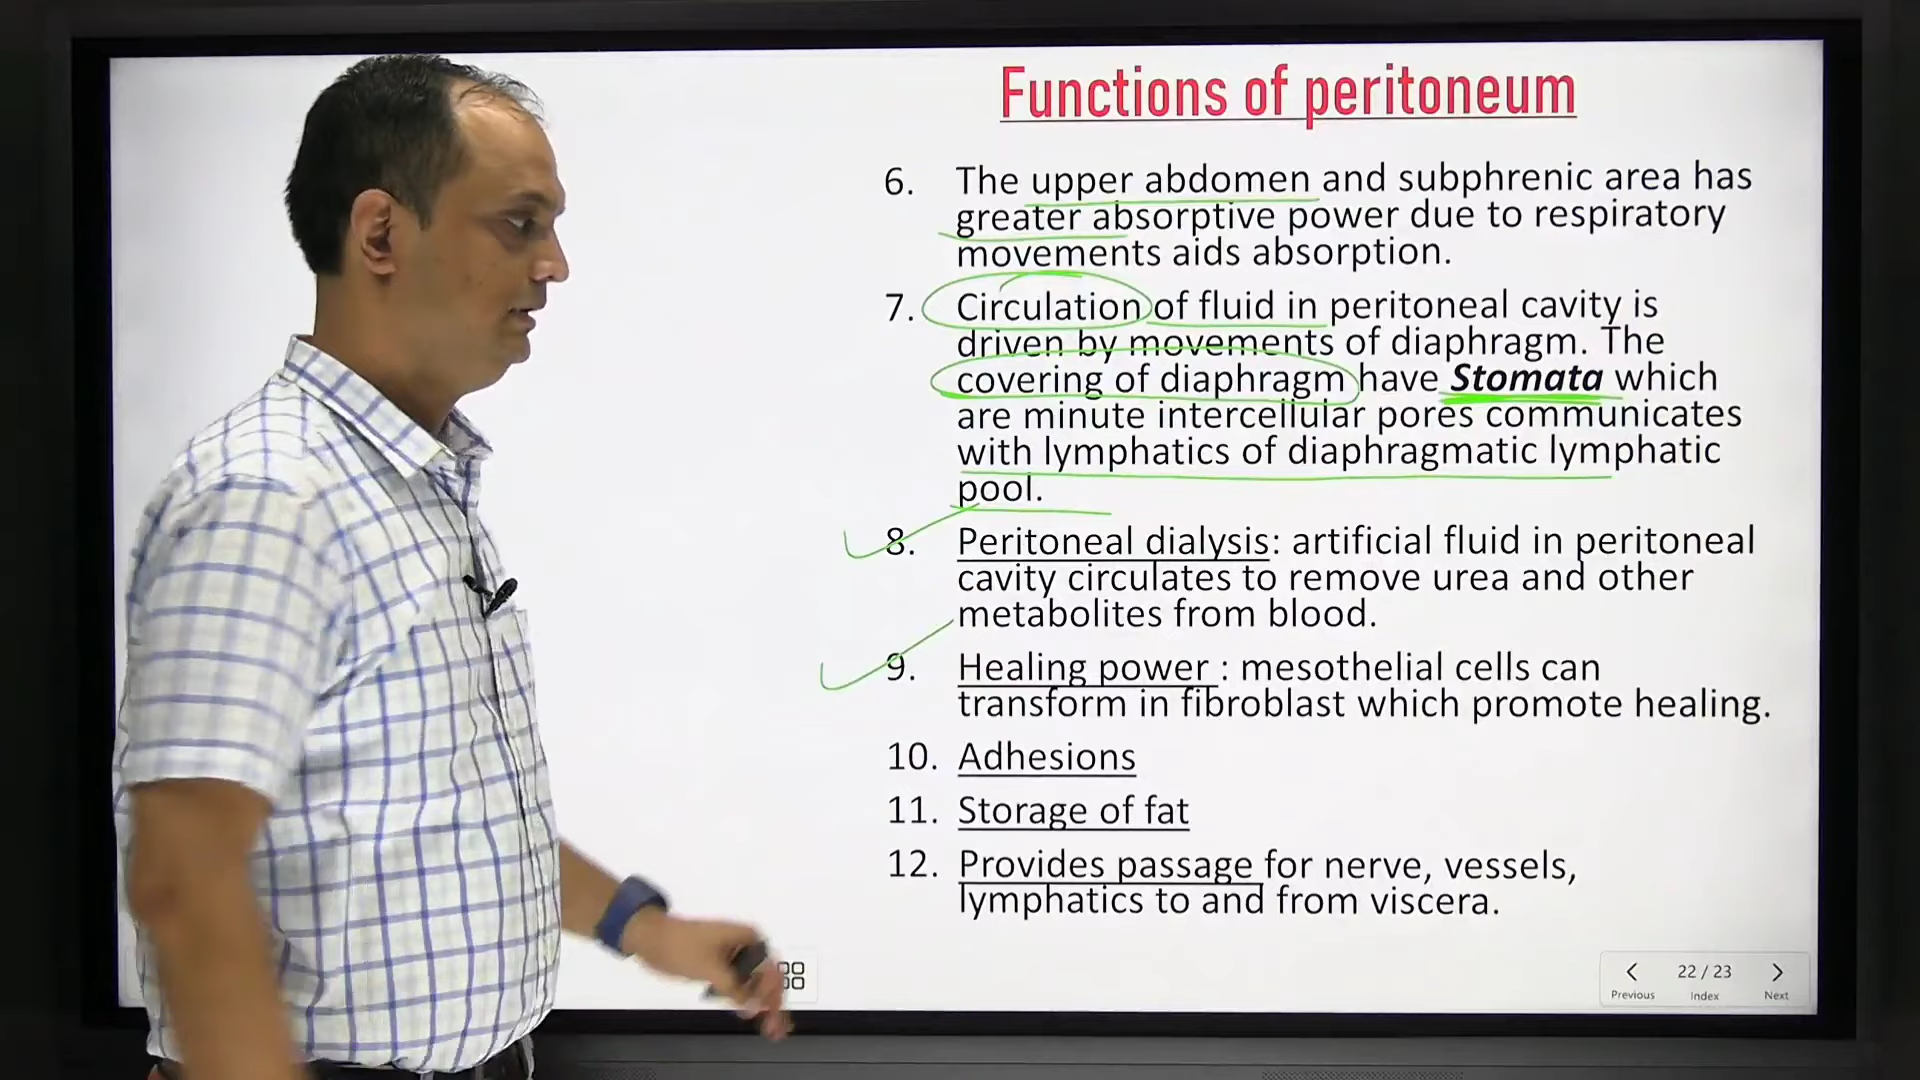 Functions of peritoneum
6. The upper abdomen and subphrenic area has
greater absorptive power due to respiratory
movements aids absorption.
7. Circulation of fluid in peritoneal cavity is
driven by movements of diaphragm. The
covering of diaphragm have Stomata which
are minute intercellular pores communicates
with lymphatics of diaphragmatic lymphatic
pool.
8. Peritoneal dialysis: artificial fluid in peritoneal
cavity circulates to remove urea and other
metabolites from blood.
9. Healing power : mesothelial cells can
transform in fibroblast which promote healing.
10. Adhesions
11. Storage of fat
12. Provides passage for nerve, vessels,
lymphatics to and from viscera.
22 / 23
Previous Index Next